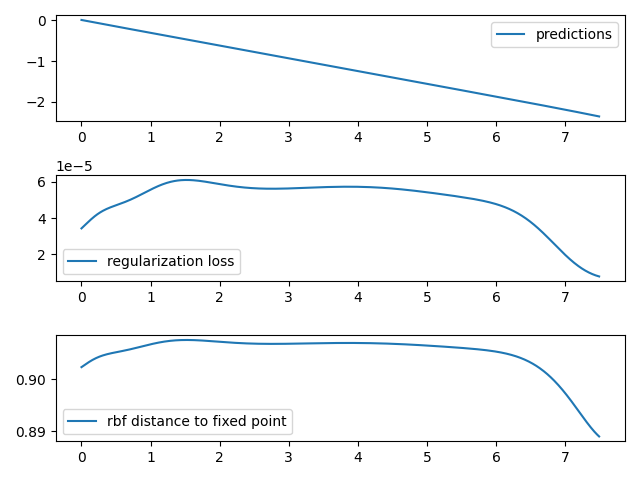 0
−1
−2
predictions
0 1 2 3 4 5 6 7
1e−5
6
4
2
regularization loss
0 1 2 3 4 5 6 7
0.90
0.89
rbf distance to fixed point
0 1 2 3 4 5 6 7